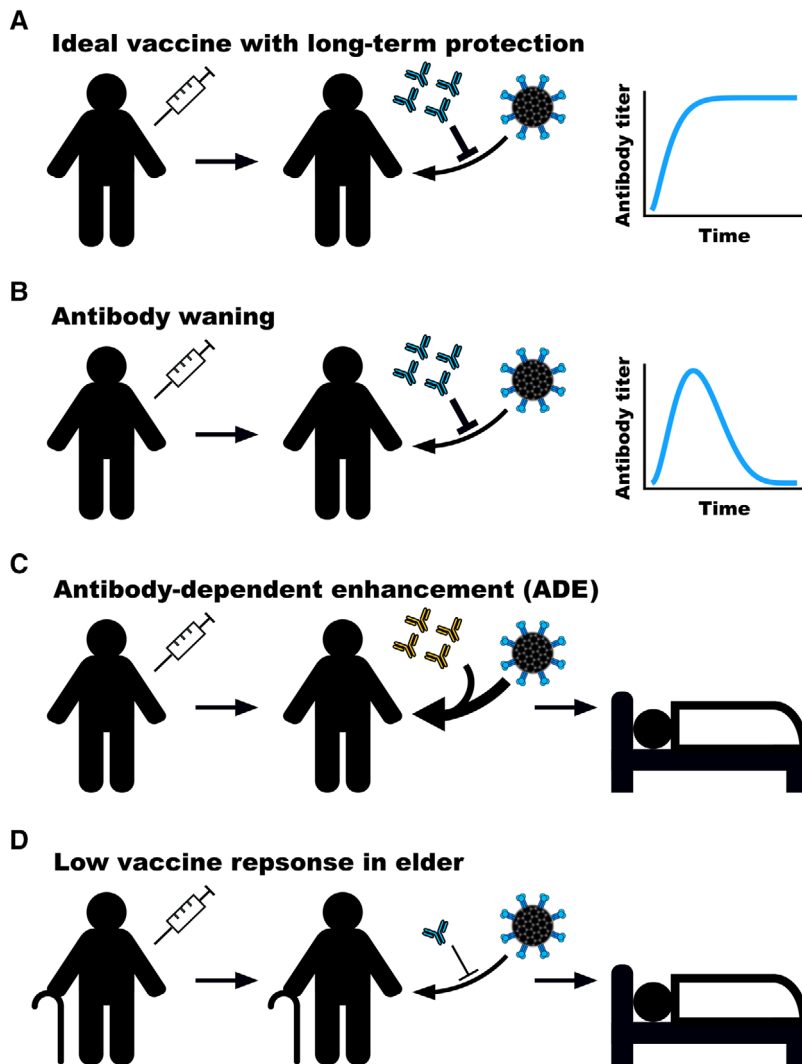 A
Ideal vaccine with long-term protection
Antibody titer
Time
B
Antibody waning
Antibody titer
Time
C
Antibody-dependent enhancement (ADE)
D
Low vaccine repsonse in elder